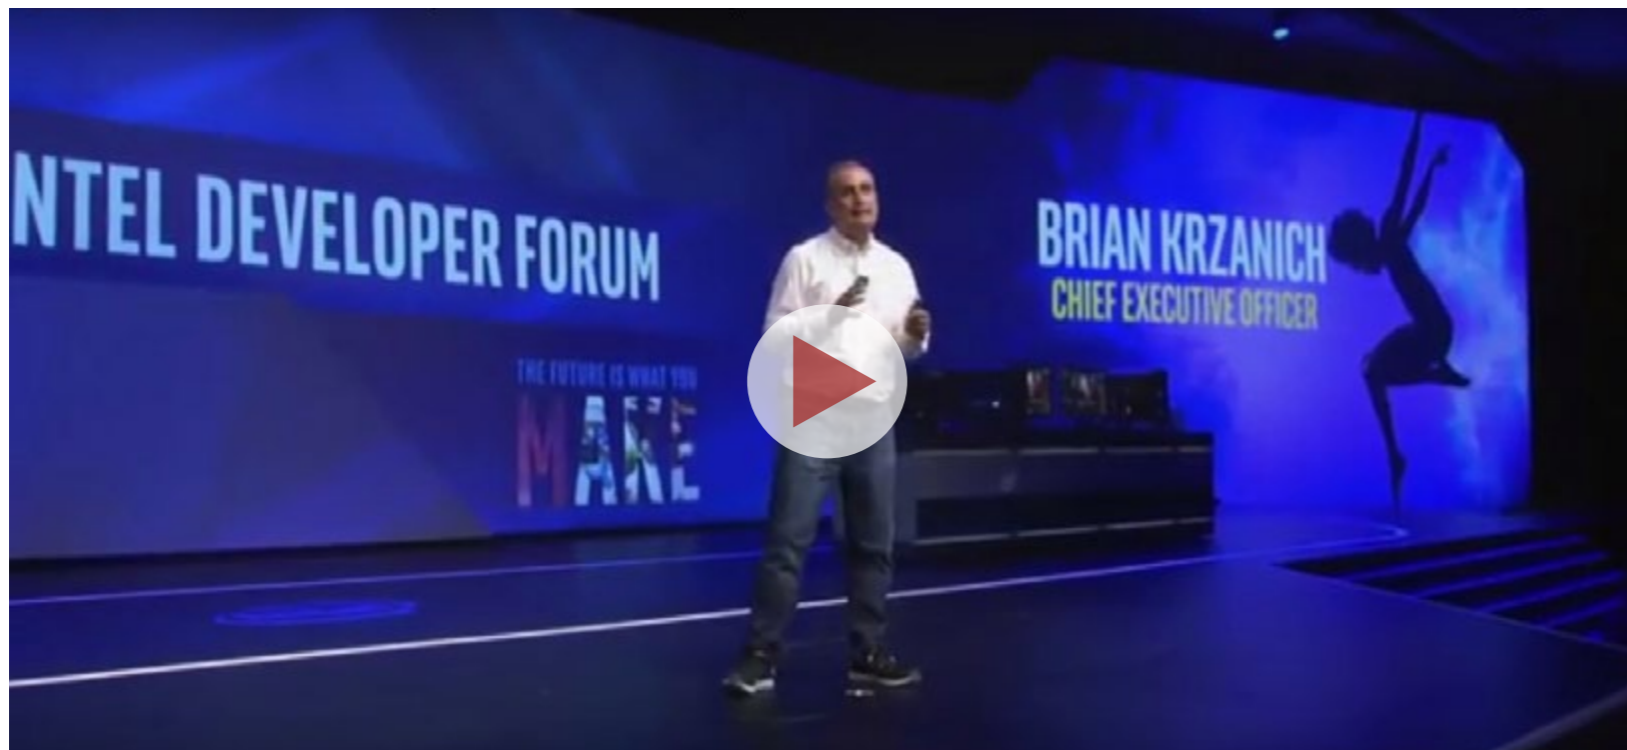 NTEL DEVELOPER FORUM
THE FUTURE IS WHAT YOU
MAKE
BRIAN KRZANICH
CHIEF EXECUTIVE OFFICER